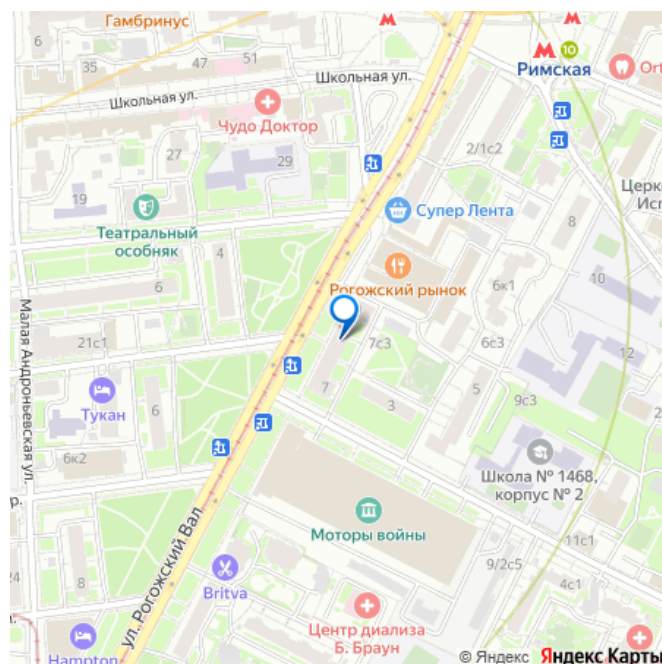 Гамбринус
6
35
47
51
Школьная ул.
Школьная ул.
Чудо Доктор
Римская
10
27
29
2/1с2
19
Супер Лента
8
Театральный
особняк
4
6
Рогожский рынок
6к1
10
Малая Андроньевская ул.
21с1
7с3
6с3
12
Тукан
6
7
3
5
9с3
6к2
Школа № 1468,
корпус № 2
ул. Рогожский Вал
Моторы войны
11с1
24
8
Britva
9/2с5
4с1
Центр диализа
Б. Браун
Hampton
© Яндекс Яндекс Карты